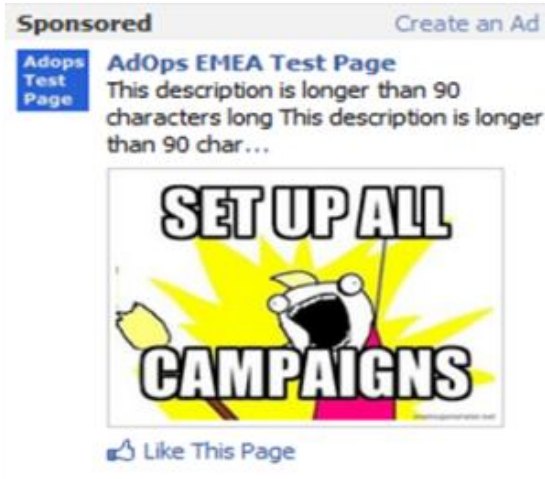 Sponsored Create an Ad
Adops
Test
Page
AdOps EMEA Test Page
This description is longer than 90
characters long This description is longer
than 90 char...
SET UP ALL
CAMPAIGNS
Like This Page